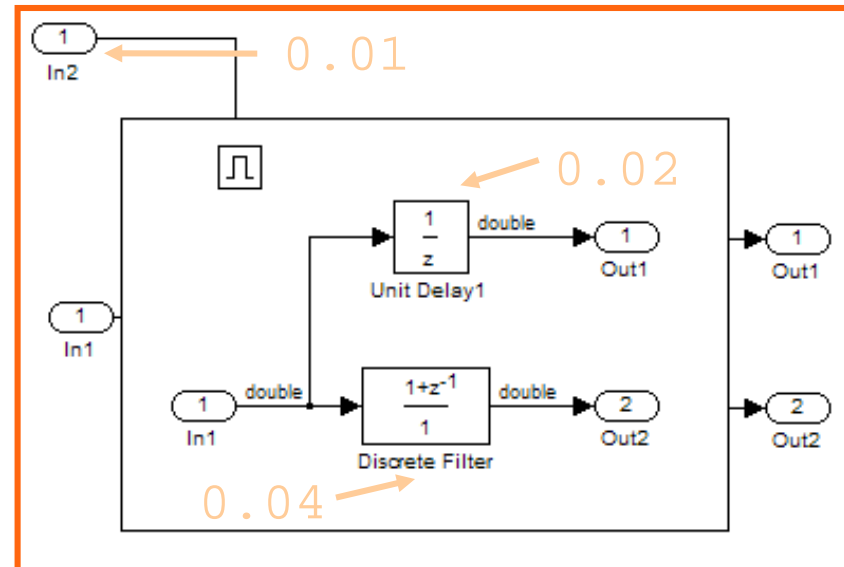 1
In2
0.01
0.02
1
z
double
Unit Delay1
1
Out1
1
Out1
1
In1
1
In1
double
1+z-1
1
double
Discrete Filter
2
Out2
2
Out2
0.04